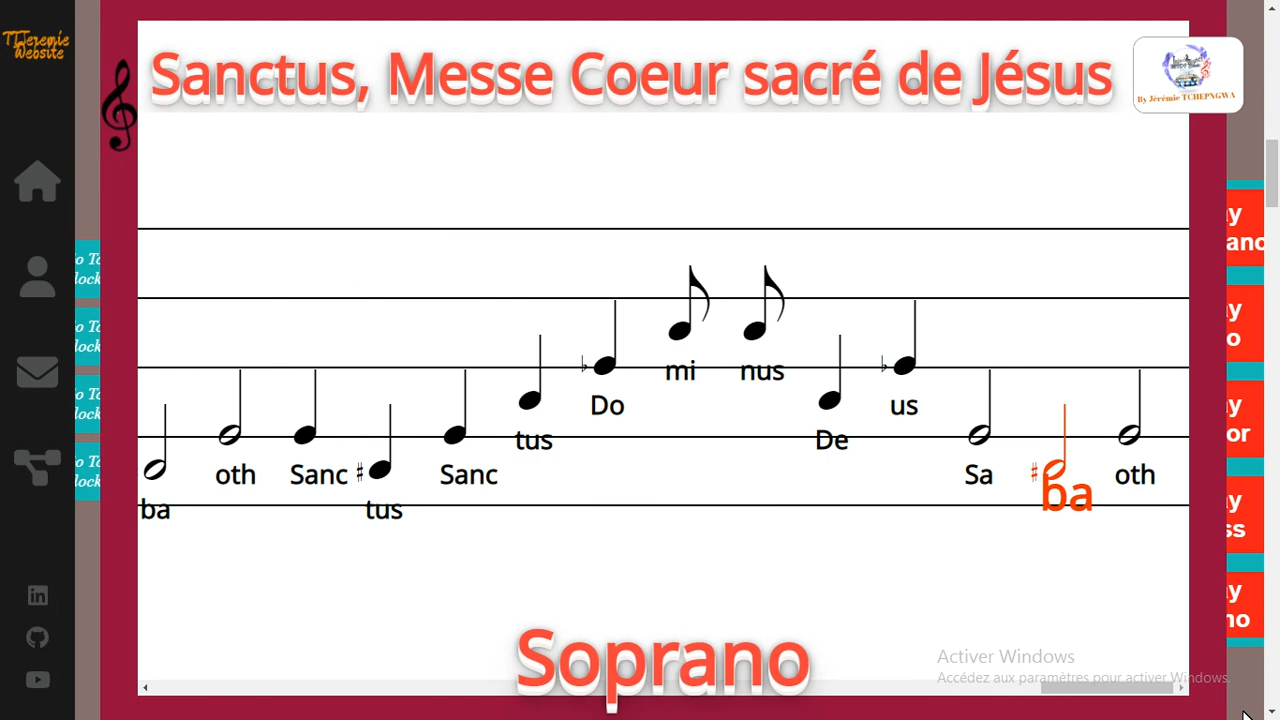 TTJeremie
Website
Sanctus, Messe Coeur sacré de Jésus
By Jérémie TCHEPNGWA
ba oth Sanc tus Sanc tus Do mi nus De us Sa ba oth
Soprano
Activer Windows
Accédez aux paramètres pour activer Windows.